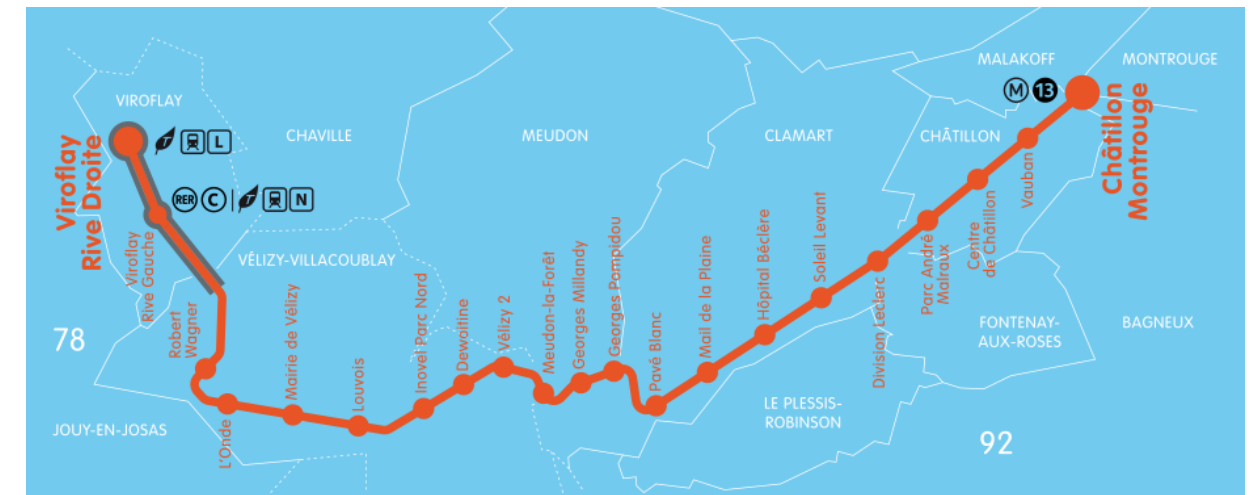 MALAKOFF
MONTROUGE
M 13
VIROFLAY
Viroflay
Rive Droite
T L
CHAVILLE
MEUDON
CLAMART
CHÂTILLON
Châtillon
Montrouge
Vauban
RER C T N
Viroflay
Rive Gauche
VÉLIZY-VILLACOUBLAY
Centre
de Châtillon
Parc André
Malraux
78
Robert
Wagner
Mairie de Vélizy
Louvois
Inovel Parc Nord
Dewoitine
Vélizy 2
Meudon-la-Forêt
Georges Millandy
Georges Pompidou
Pavé Blanc
Mail de la Plaine
Hôpital Béclère
Soleil Levant
Division Leclerc
FONTENAY-
AUX-ROSES
BAGNEUX
L'Onde
JOUY-EN-JOSAS
LE PLESSIS-
ROBINSON
92